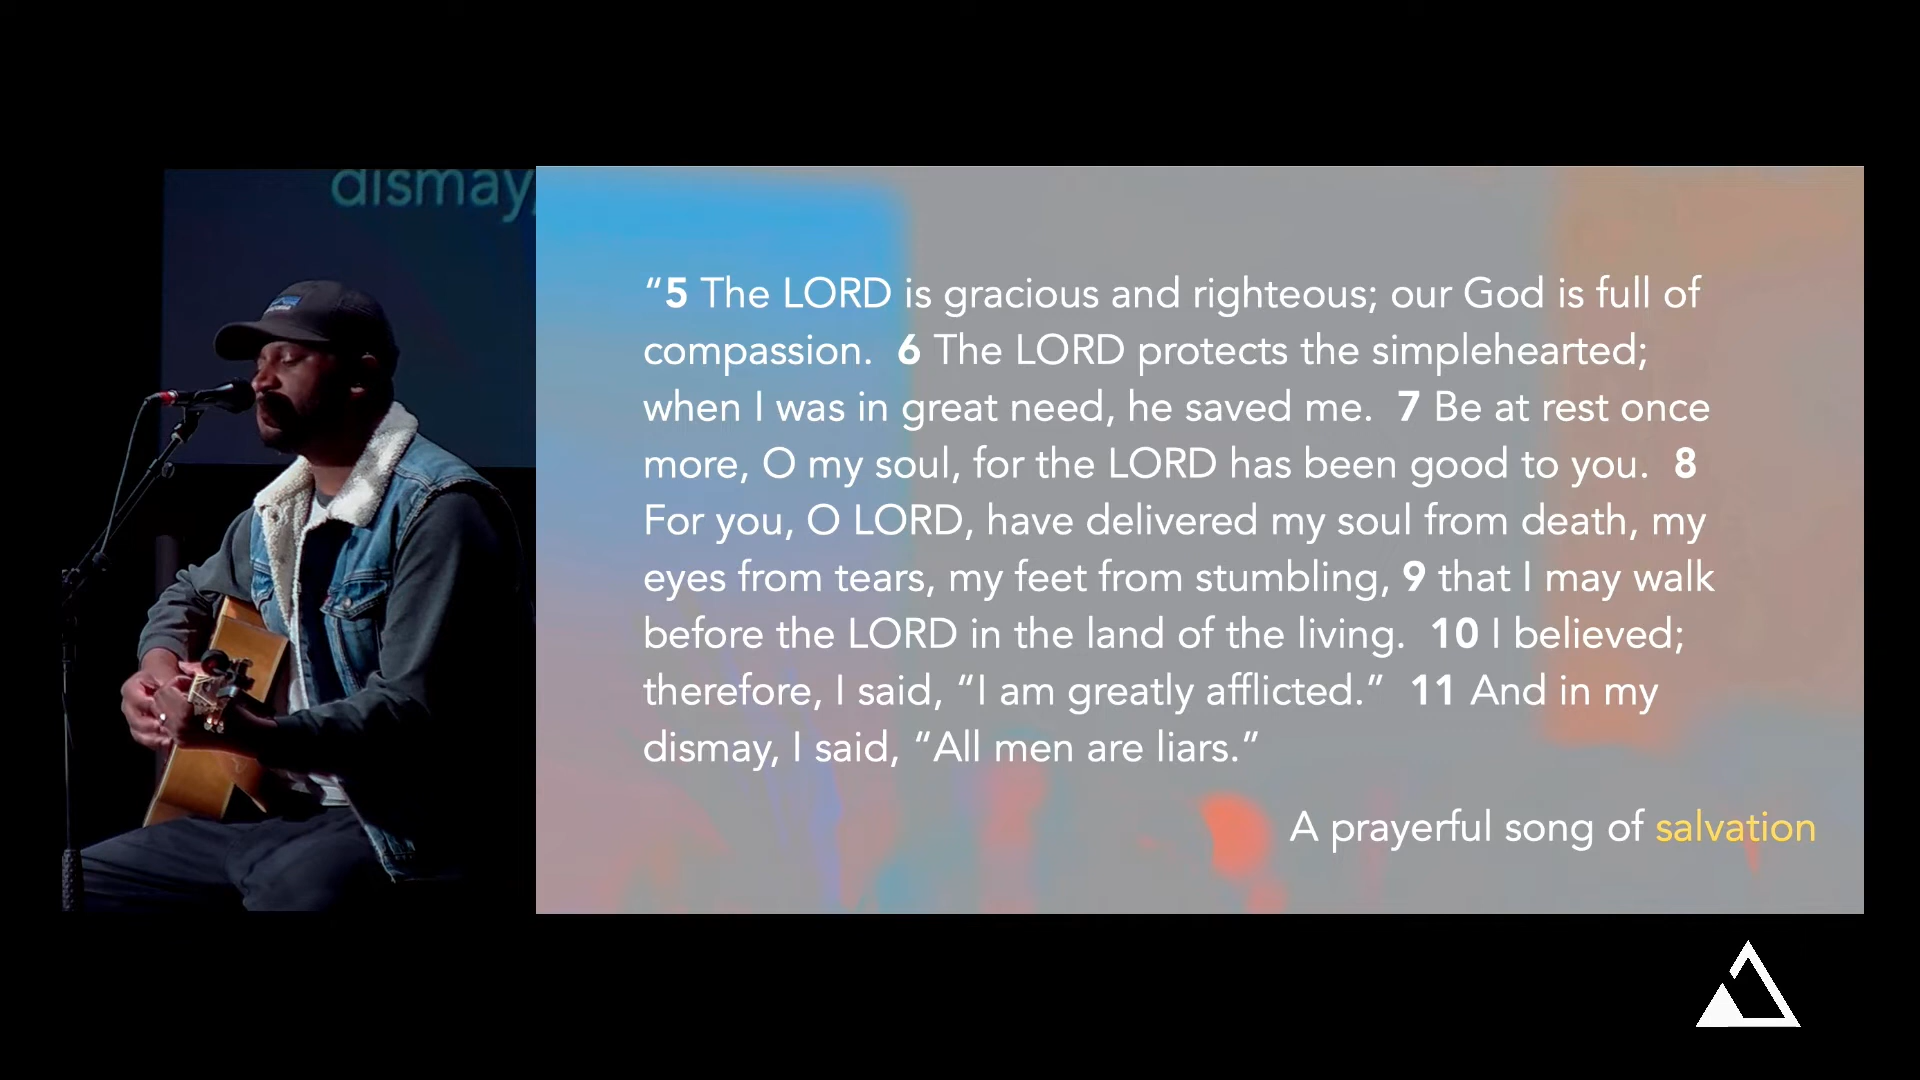 dismay,
“5 The LORD is gracious and righteous; our God is full of
compassion. 6 The LORD protects the simplehearted;
when I was in great need, he saved me. 7 Be at rest once
more, O my soul, for the LORD has been good to you. 8
For you, O LORD, have delivered my soul from death, my
eyes from tears, my feet from stumbling, 9 that I may walk
before the LORD in the land of the living. 10 I believed;
therefore, I said, “I am greatly afflicted.” 11 And in my
dismay, I said, “All men are liars.”
A prayerful song of salvation